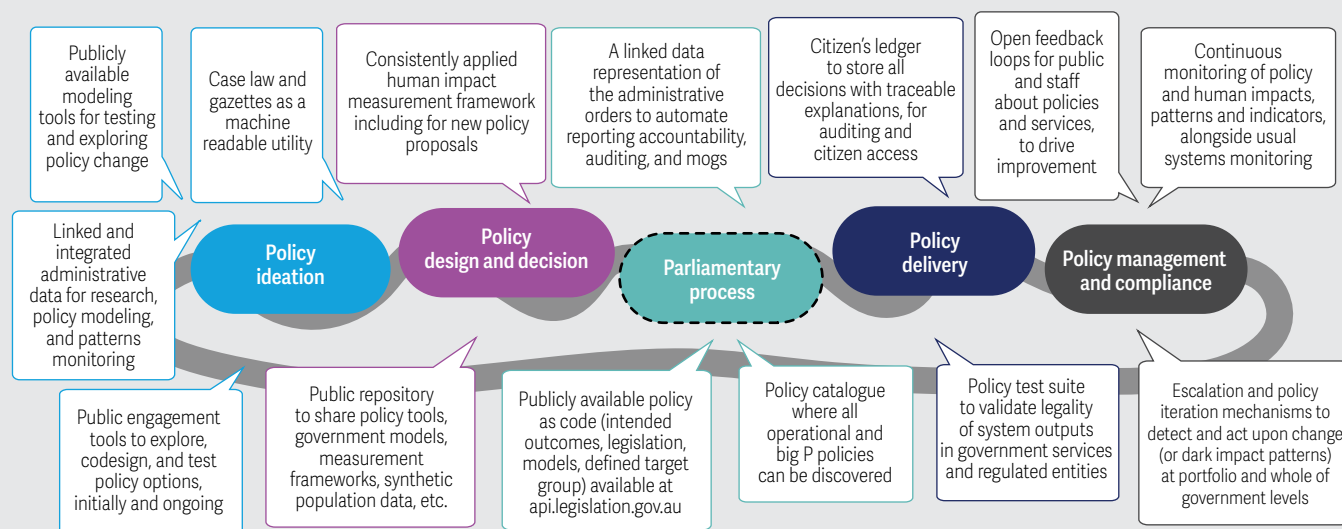 Publicly
available
modeling
tools for testing
and exploring
policy change
Case law and
gazettes as a
machine
readable utility
Consistently applied
human impact
measurement framework
including for new policy
proposals
A linked data
representation of
the administrative
orders to automate
reporting accountability,
auditing, and mogs
Citizen's ledger
to store all
decisions with traceable
explanations, for
auditing and
citizen access
Open feedback
loops for public
and staff
about policies
and services,
to drive
improvement
Continuous
monitoring of policy
and human impacts,
patterns and indicators,
alongside usual
systems monitoring
Linked and
integrated
administrative
data for research,
policy modeling,
and patterns
monitoring
Policy
ideation
Policy
design and decision
Parliamentary
process
Policy
delivery
Policy management
and compliance
Public engagement
tools to explore,
codesign, and test
policy options,
initially and ongoing
Public repository
to share policy tools,
government models,
measurement
frameworks, synthetic
population data, etc.
Publicly available policy
as code (intended
outcomes, legislation,
models, defined target
group) available at
api.legislation.gov.au
Policy catalogue
where all
operational and
big P policies
can be discovered
Policy test suite
to validate legality
of system outputs
in government services
and regulated entities
Escalation and policy
iteration mechanisms to
detect and act upon change
(or dark impact patterns)
at portfolio and whole of
government levels